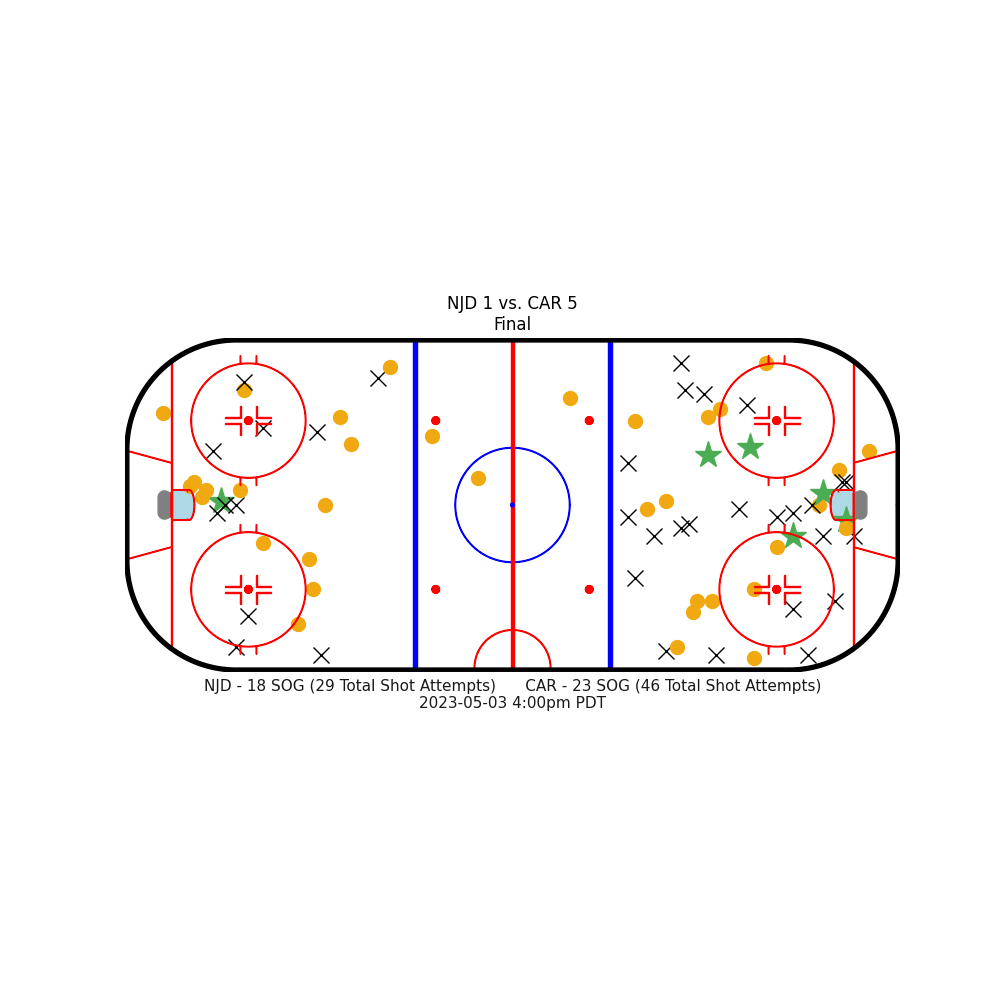 NJD 1 vs. CAR 5
Final
NJD - 18 SOG (29 Total Shot Attempts) CAR - 23 SOG (46 Total Shot Attempts)
2023-05-03 4:00pm PDT